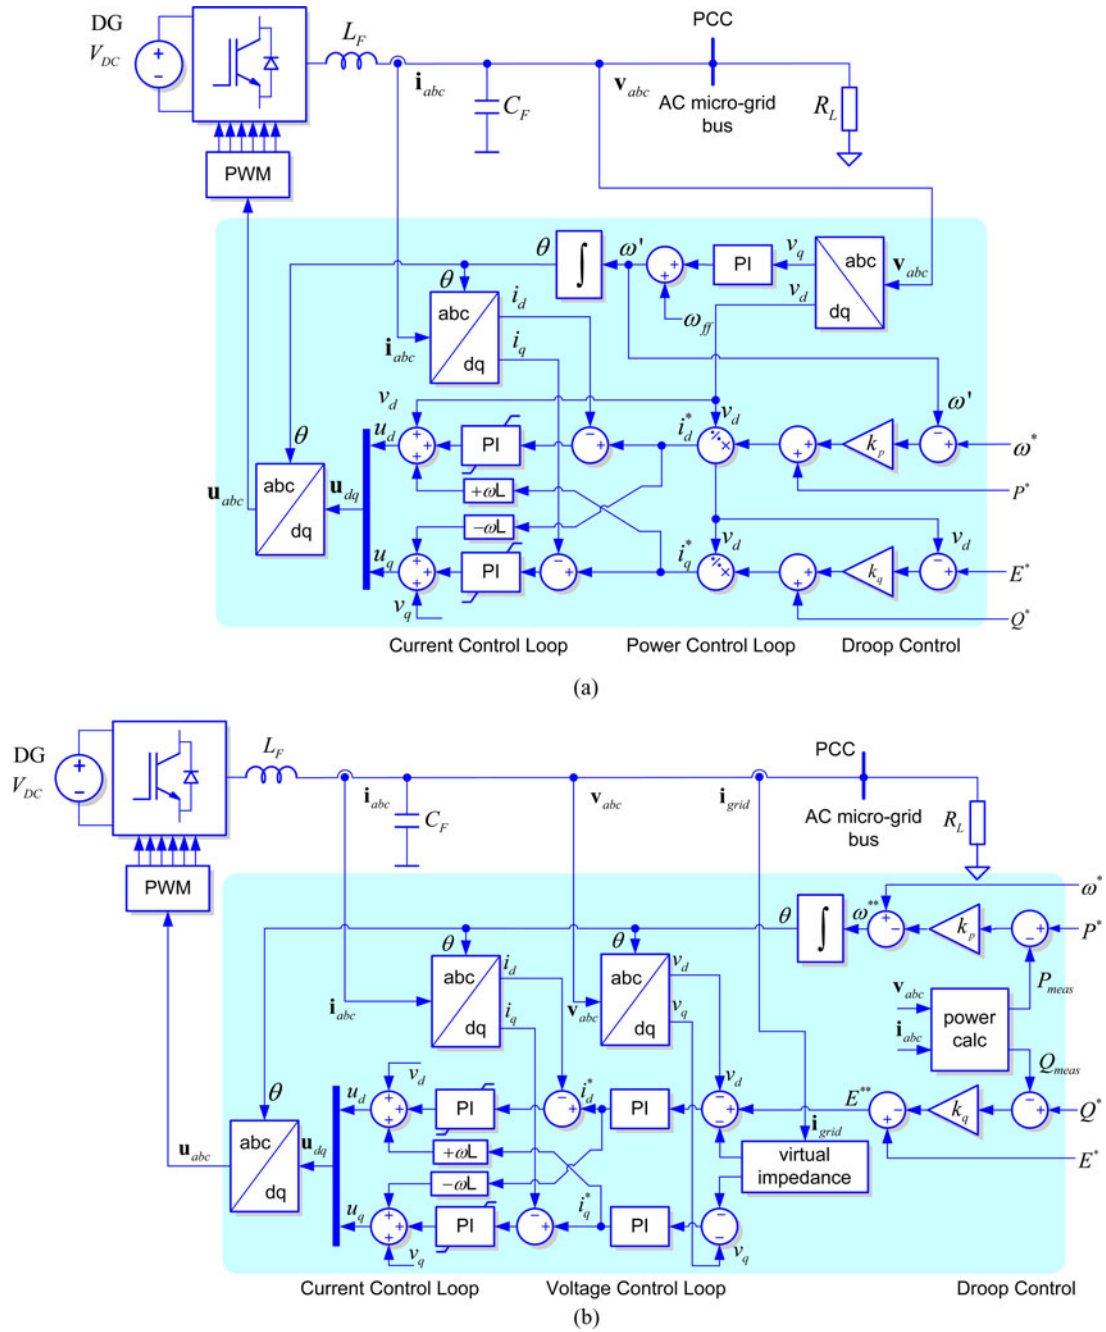 DG
V_DC
L_F
PCC
i_abc
v_abc
C_F
AC micro-grid
bus
R_L
PWM
θ
∫
ω'
PI
v_q
abc
dq
v_abc
v_d
ω_ff
θ
abc
dq
i_d
i_q
i_abc
v_d
u_d
PI
i_d^*
v_d
k_p
ω'
ω^*
P^*
θ
abc
dq
u_abc
u_dq
+ωL
−ωL
u_q
PI
v_q
i_q^*
v_d
k_q
v_d
E^*
Q^*
Current Control Loop
Power Control Loop
Droop Control
(a)
DG
V_DC
L_F
PCC
i_abc
v_abc
i_grid
C_F
AC micro-grid
bus
R_L
PWM
θ
∫
ω^**
k_p
ω^*
P^*
P_meas
v_abc
i_abc
power
calc
Q_meas
θ
abc
dq
i_d
i_q
i_abc
θ
abc
dq
v_d
v_q
v_abc
θ
v_d
u_d
PI
i_d^*
PI
v_d
E^**
k_q
Q^*
E^*
i_grid
virtual
impedance
u_abc
abc
dq
u_dq
+ωL
−ωL
u_q
PI
v_q
i_q^*
PI
v_q
Current Control Loop
Voltage Control Loop
Droop Control
(b)